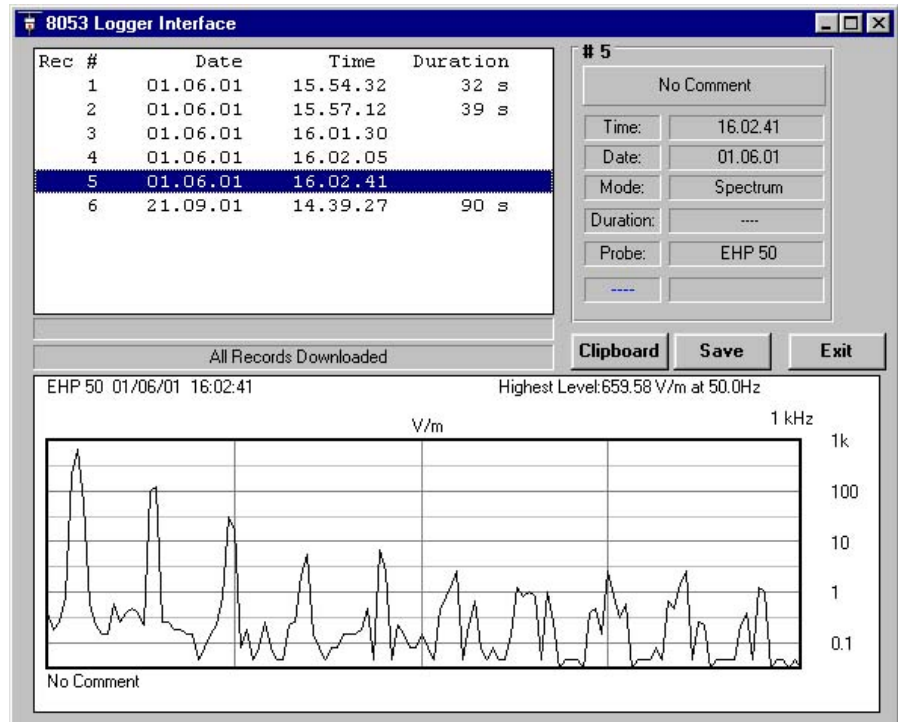 8053 Logger Interface
Rec # Date Time Duration
1 01.06.01 15.54.32 32 s
2 01.06.01 15.57.12 39 s
3 01.06.01 16.01.30
4 01.06.01 16.02.05
5 01.06.01 16.02.41
6 21.09.01 14.39.27 90 s
All Records Downloaded
# 5
No Comment
Time: 16.02.41
Date: 01.06.01
Mode: Spectrum
Duration: ----
Probe: EHP 50
----
Clipboard Save Exit
EHP 50 01/06/01 16:02:41 Highest Level:659.58 V/m at 50.0Hz
V/m 1 kHz
1k
100
10
1
0.1
No Comment